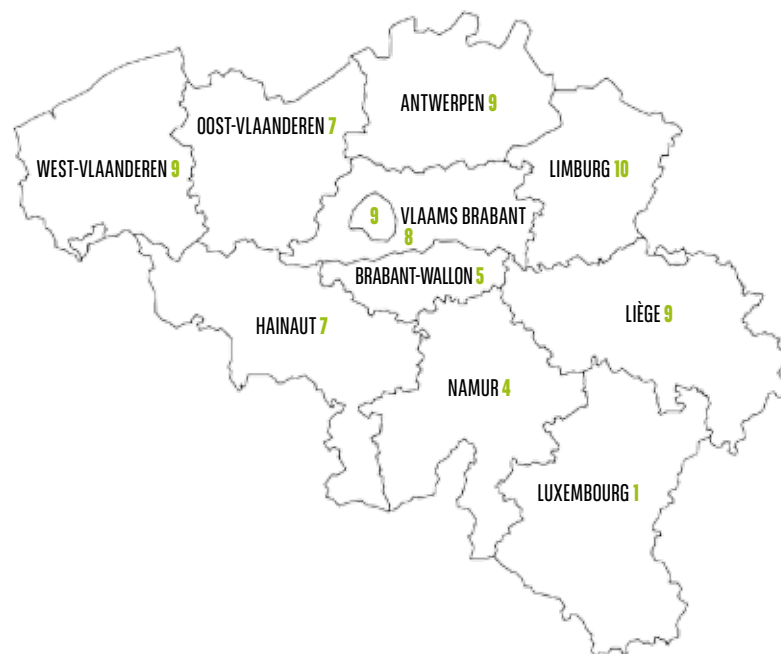 ANTWERPEN 9
OOST-VLAANDEREN 7
WEST-VLAANDEREN 9
LIMBURG 10
9
VLAAMS BRABANT
8
BRABANT-WALLON 5
LIÈGE 9
HAINAUT 7
NAMUR 4
LUXEMBOURG 1